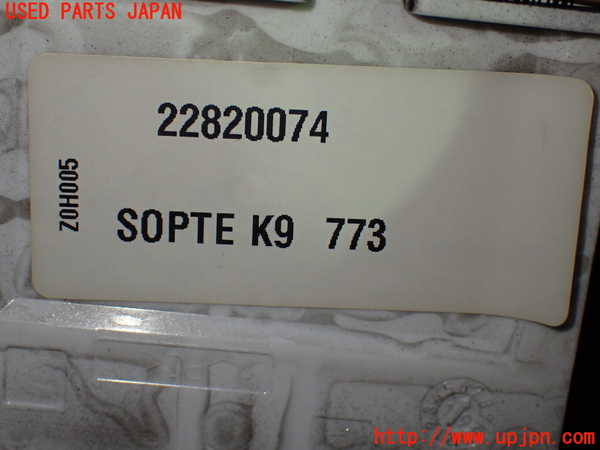 USED PARTS JAPAN
22820074
Z0H005
SOPTE K9 773
http://www.upjpn.com/